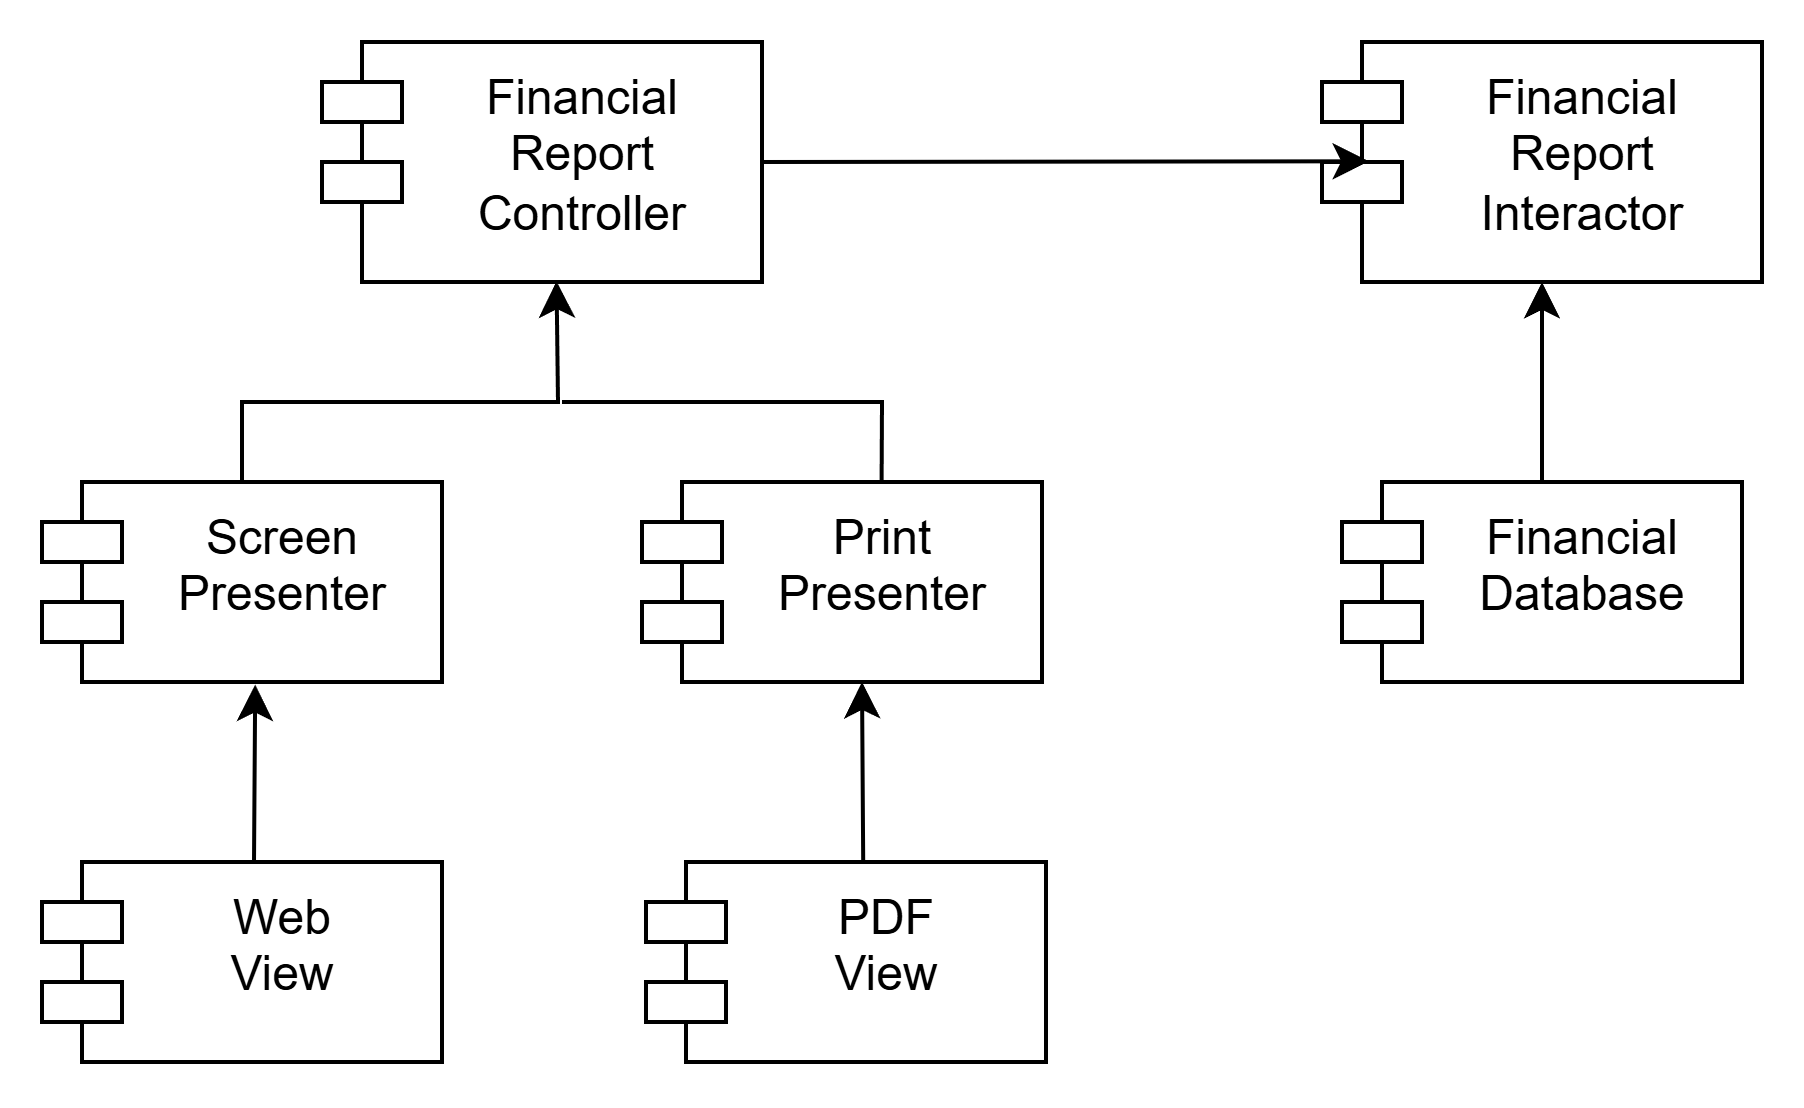 Financial
Report
Controller
Financial
Report
Interactor
Screen
Presenter
Print
Presenter
Financial
Database
Web
View
PDF
View